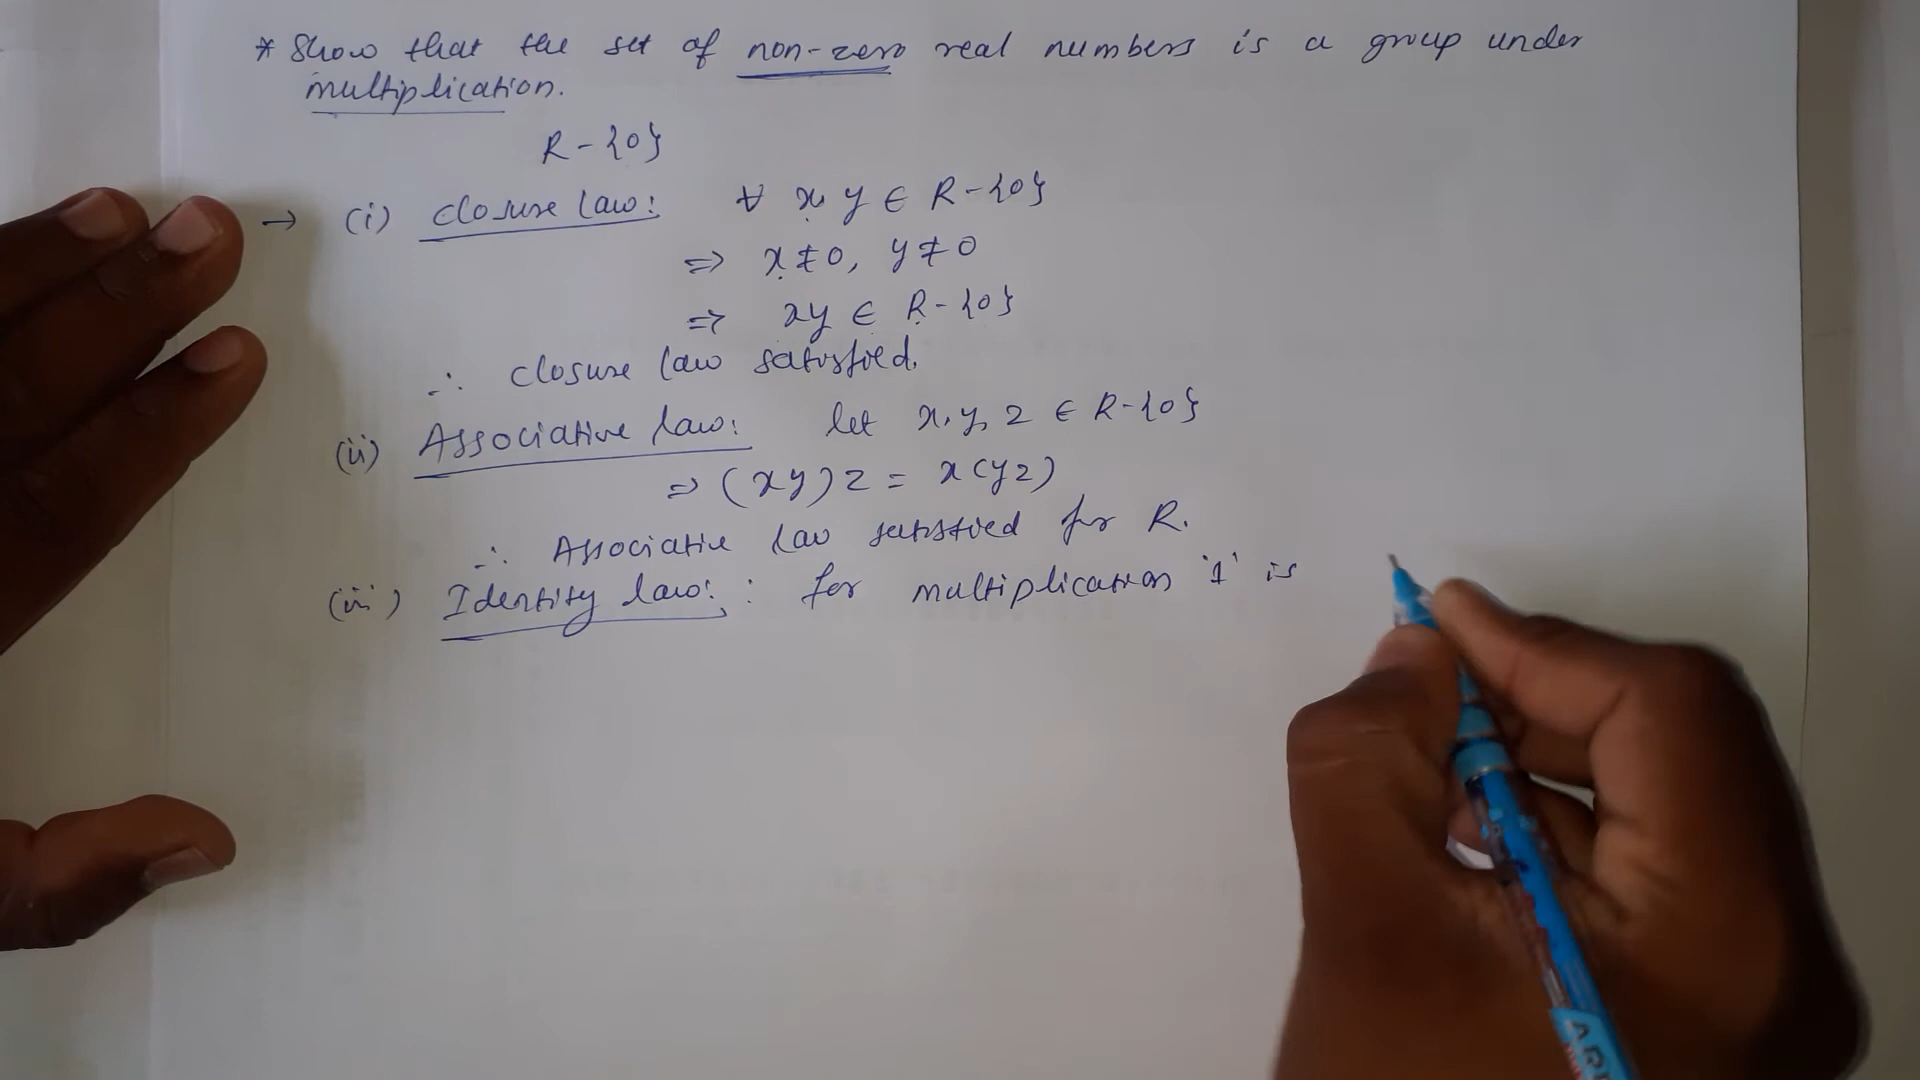 * Show that the set of non-zero real numbers is a group under
multiplication.
R-{0}
→ (i) closure law: ∀ x, y ∈ R-{0}
⇒ x≠0, y≠0
⇒ xy ∈ R-{0}
∴ closure law satisfied.
(ii) Associative law: let x, y, z ∈ R-{0}
⇒ (xy)z = x(yz)
∴ Associative law satisfied for R.
(iii) Identity law: : for multiplication '1' is